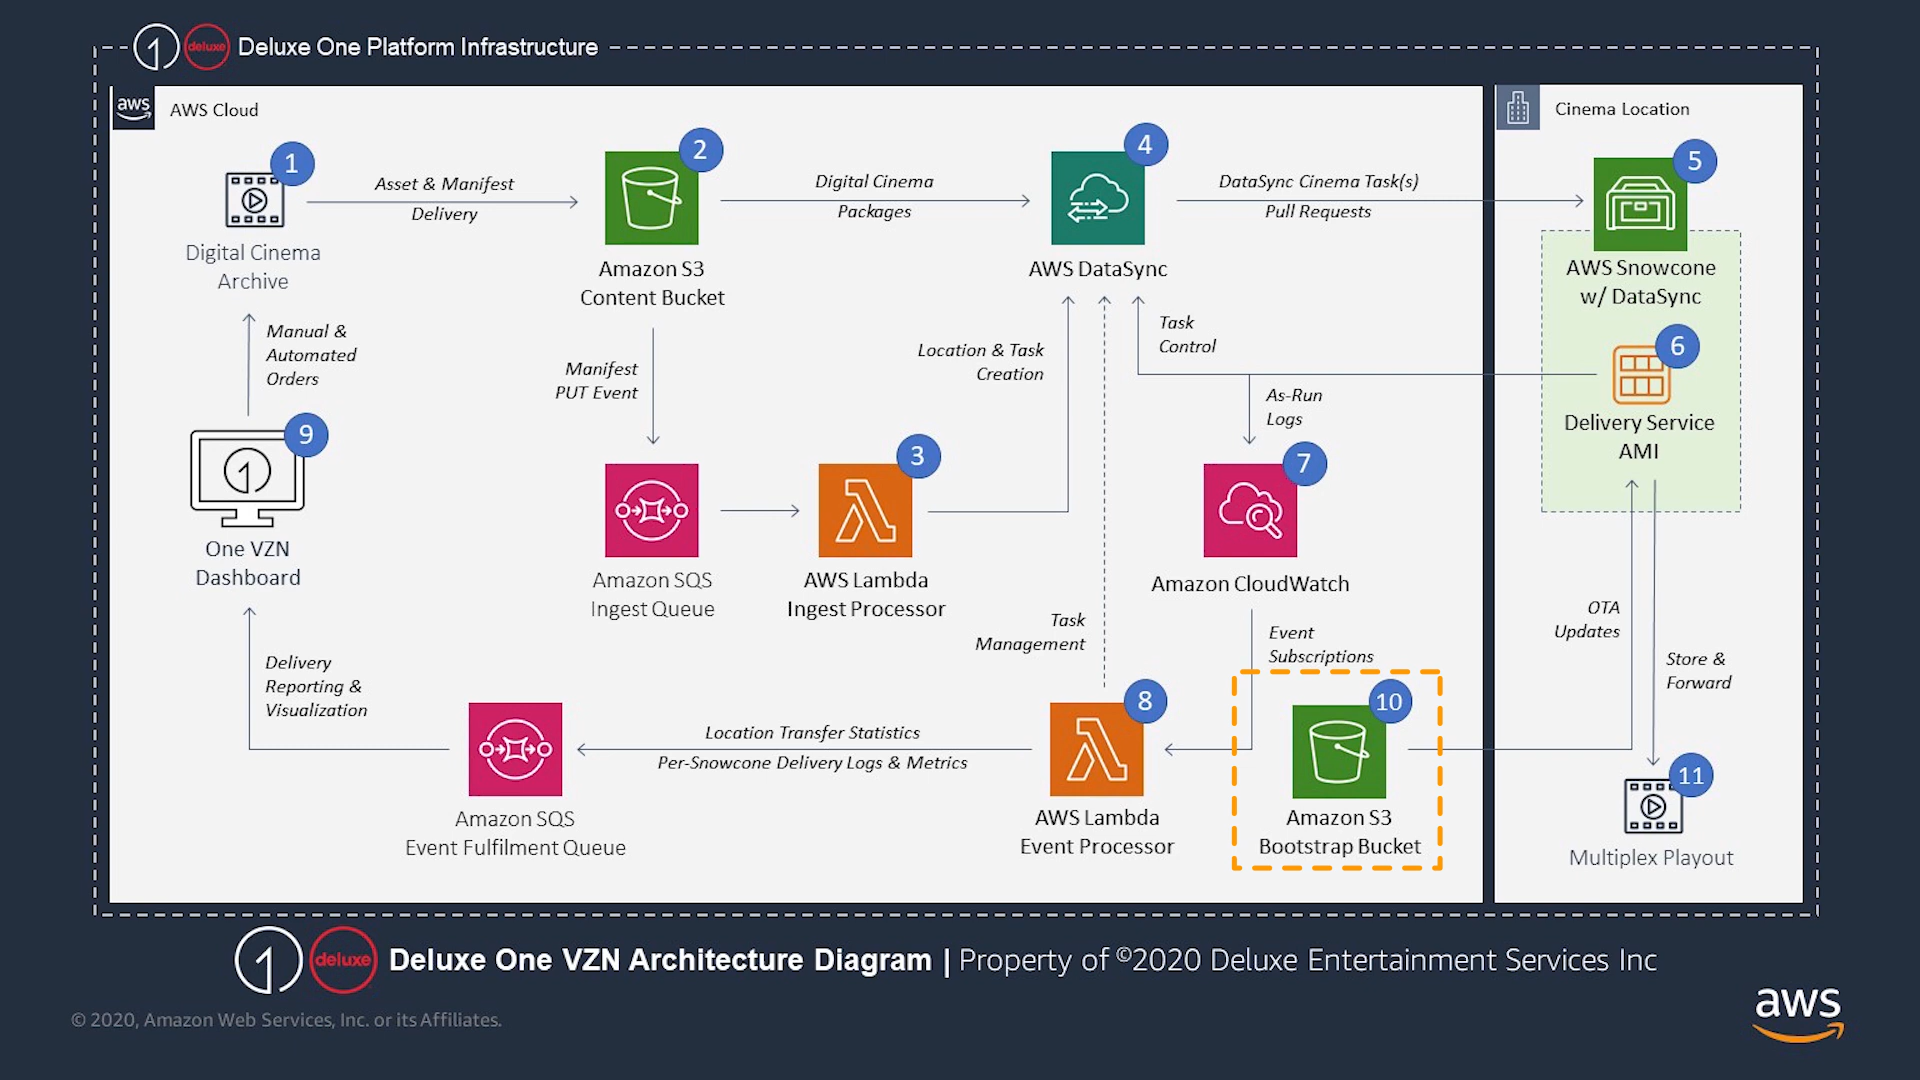 1 deluxe Deluxe One Platform Infrastructure
aws AWS Cloud
Cinema Location
1
Asset & Manifest
Delivery
Digital Cinema
Archive
2
Amazon S3
Content Bucket
Digital Cinema
Packages
4
AWS DataSync
DataSync Cinema Task(s)
Pull Requests
5
AWS Snowcone
w/ DataSync
6
Delivery Service
AMI
Manual &
Automated
Orders
Manifest
PUT Event
Location & Task
Creation
Task
Control
As-Run
Logs
9
1
One VZN
Dashboard
Amazon SQS
Ingest Queue
3
AWS Lambda
Ingest Processor
7
Amazon CloudWatch
Task
Management
Event
Subscriptions
OTA
Updates
Store &
Forward
Delivery
Reporting &
Visualization
Amazon SQS
Event Fulfilment Queue
Location Transfer Statistics
Per-Snowcone Delivery Logs & Metrics
8
AWS Lambda
Event Processor
10
Amazon S3
Bootstrap Bucket
11
Multiplex Playout
1 deluxe Deluxe One VZN Architecture Diagram | Property of ©2020 Deluxe Entertainment Services Inc
© 2020, Amazon Web Services, Inc. or its Affiliates.
aws